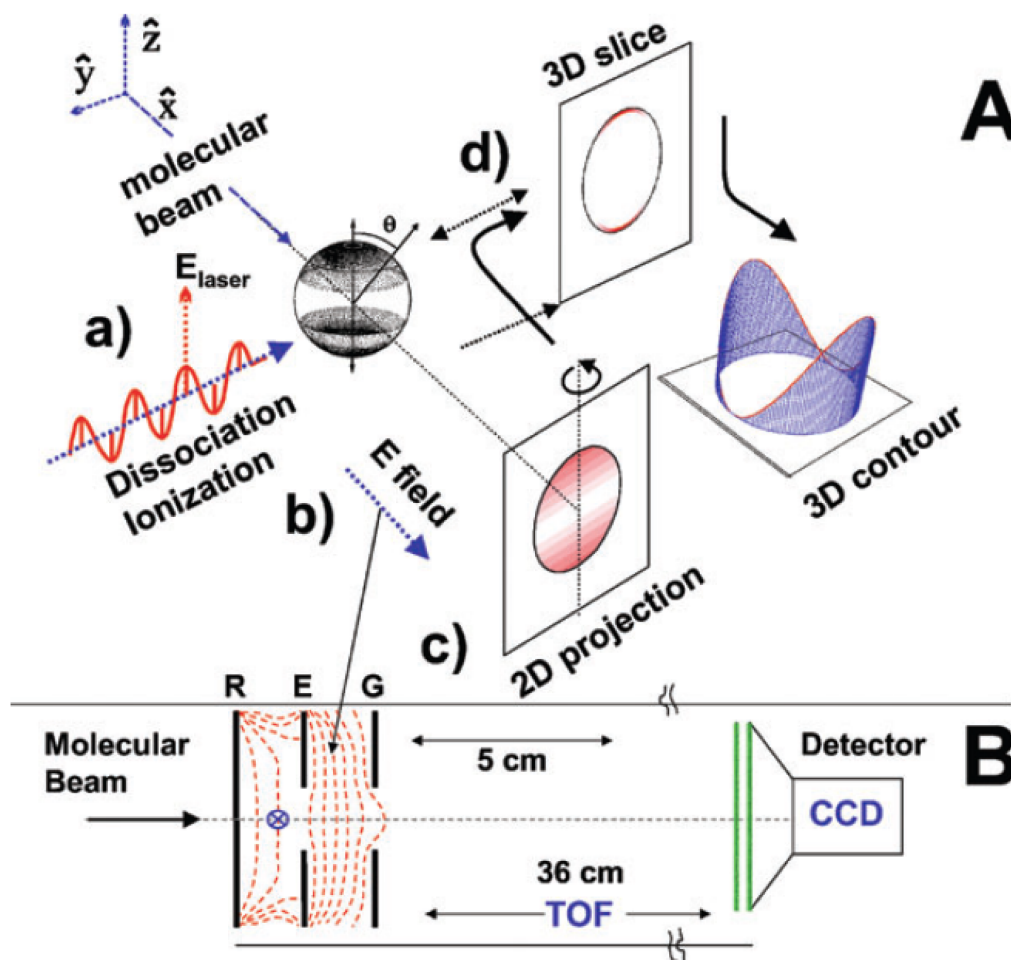 ẑ
ŷ
x̂
A
molecular
beam
θ
E laser
a)
Dissociation
Ionization
b)
E field
c)
2D projection
d)
3D slice
3D contour
R E G
Molecular
Beam
5 cm
Detector
B
CCD
36 cm
TOF